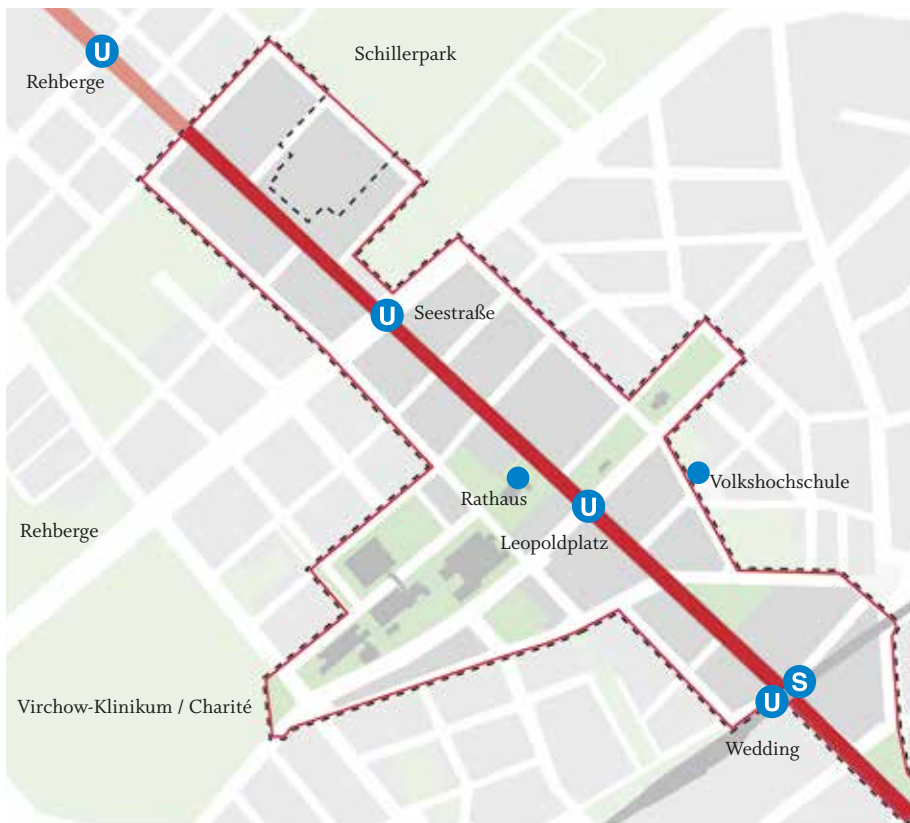 U
Schillerpark
Rehberge
U
Seestraße
Volkshochschule
Rathaus
U
Rehberge
Leopoldplatz
S
U
Virchow-Klinikum / Charité
Wedding